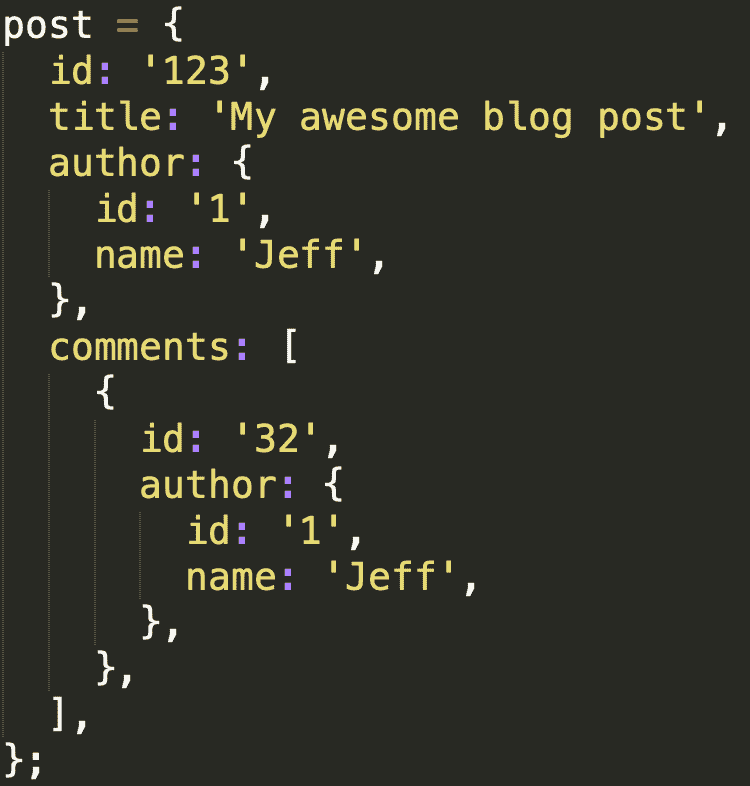 post = {
  id: '123',
  title: 'My awesome blog post',
  author: {
    id: '1',
    name: 'Jeff',
  },
  comments: [
    {
      id: '32',
      author: {
        id: '1',
        name: 'Jeff',
      },
    },
  ],
};